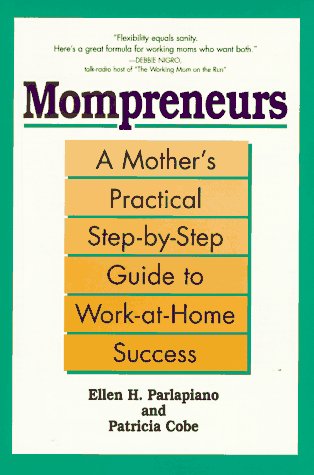 "Flexibility equals sanity.
Here's a great formula for working moms who want both."
—DEBBIE NIGRO,
talk-radio host of "The Working Mom on the Run"
Mompreneurs
A Mother's
Practical
Step-by-Step
Guide to
Work-at-Home
Success
Ellen H. Parlapiano
and
Patricia Cobe